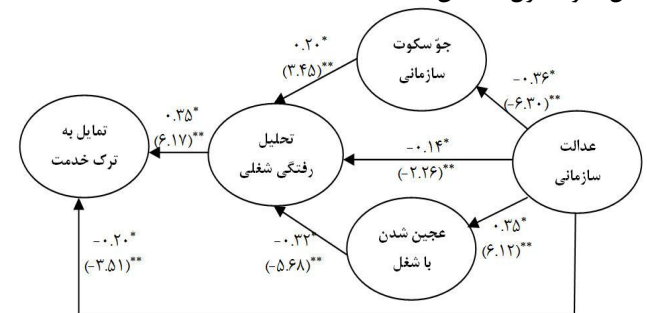 جوّ سکوت
سازمانی
۰.۲۰*
(۳.۴۵)**
-۰.۳۶*
(-۶.۳۰)**
عدالت
سازمانی
تحلیل
رفتگی شغلی
-۰.۱۴*
(-۲.۲۶)**
۰.۳۵*
(۶.۱۷)**
تمایل به
ترک خدمت
عجین شدن
با شغل
۰.۳۵*
(۶.۱۲)**
-۰.۳۲*
(-۵.۶۸)**
-۰.۲۰*
(-۳.۵۱)**